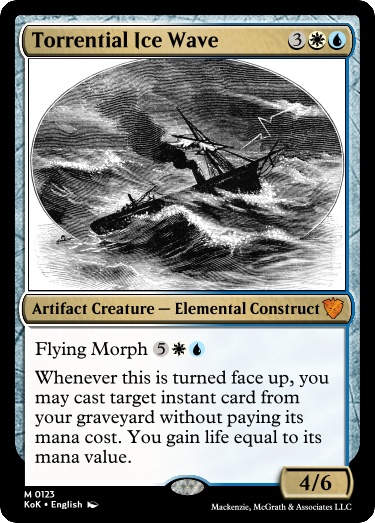 Torrential Ice Wave 3
Artifact Creature — Elemental Construct
Flying Morph 5
Whenever this is turned face up, you
may cast target instant card from
your graveyard without paying its
mana cost. You gain life equal to its
mana value.
4/6
M 0123
KoK • English
Mackenzie, McGrath & Associates LLC